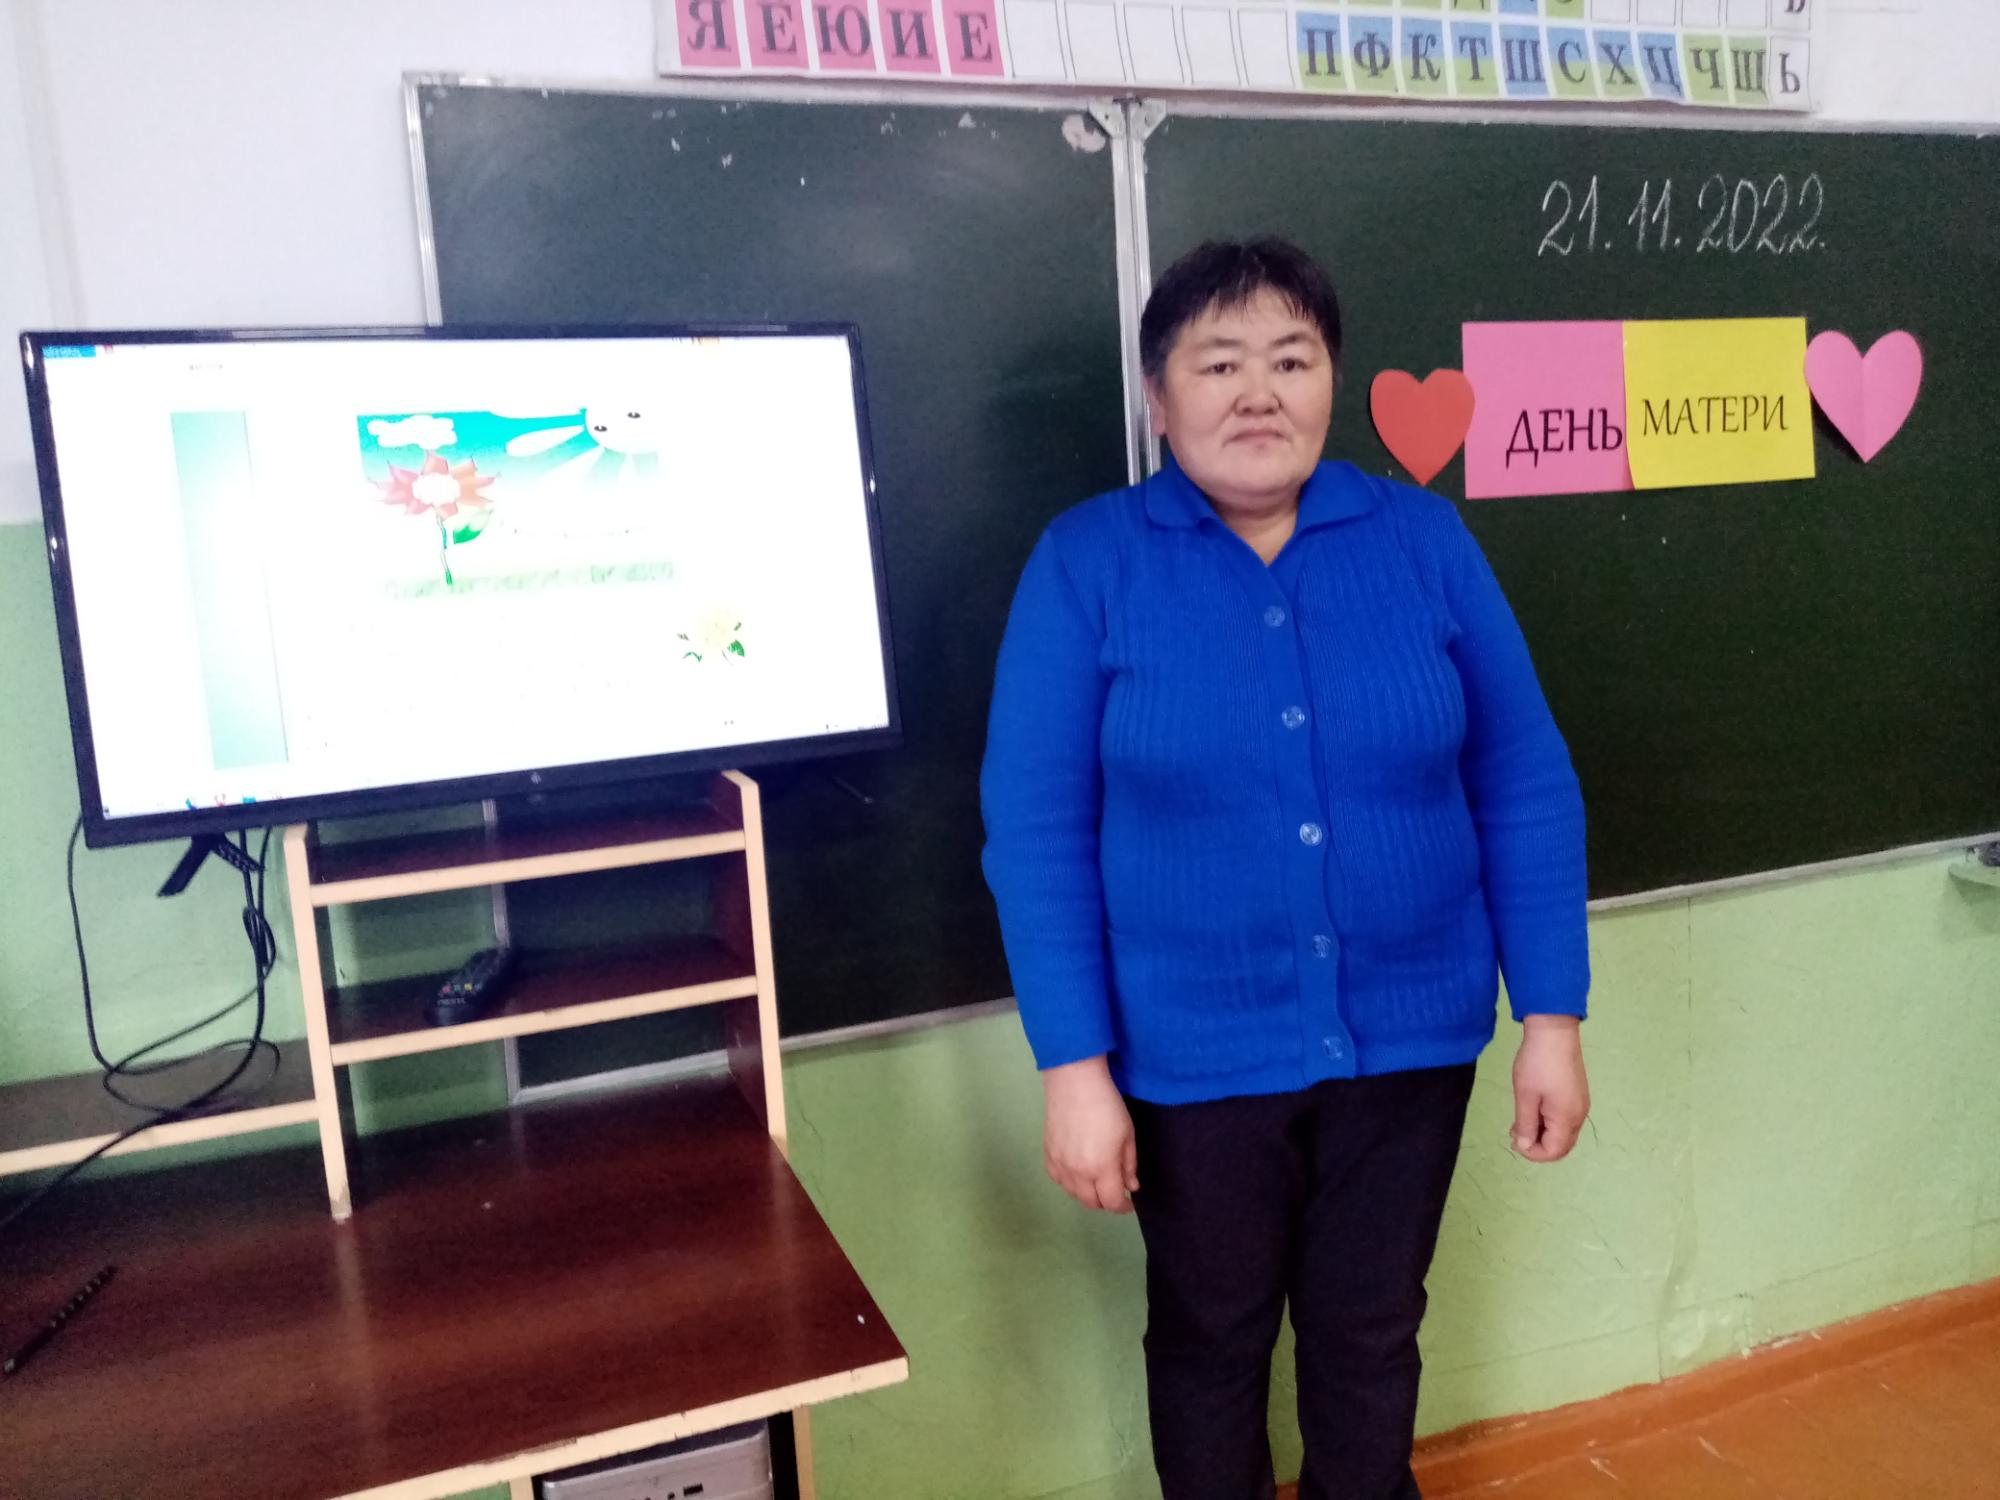 Я Е Ю И Е П Ф К Т Ш С Х Ц Ч Щ Ь
21.11.2022.
ДЕНЬ МАТЕРИ